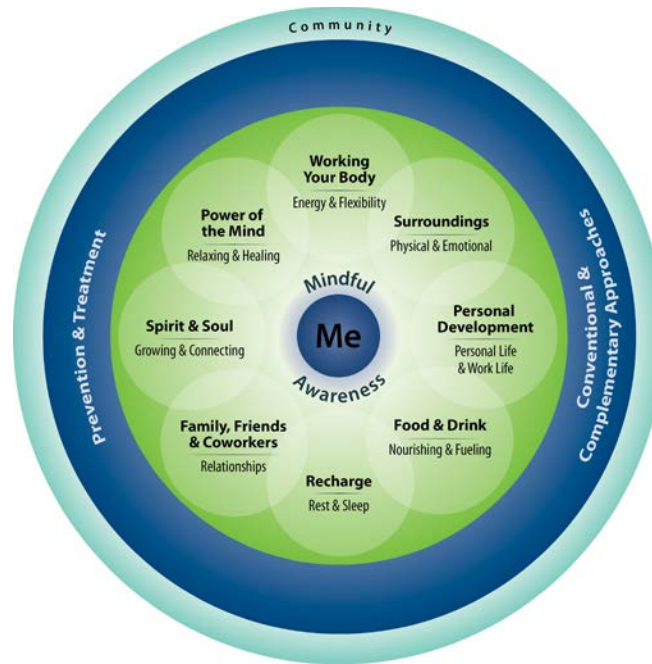 Community
Working
Your Body
Energy & Flexibility
Surroundings
Physical & Emotional
Personal
Development
Personal Life
& Work Life
Food & Drink
Nourishing & Fueling
Recharge
Rest & Sleep
Family, Friends
& Coworkers
Relationships
Spirit & Soul
Growing & Connecting
Power of
the Mind
Relaxing & Healing
Mindful
Me
Awareness
Prevention & Treatment
Conventional &
Complementary Approaches